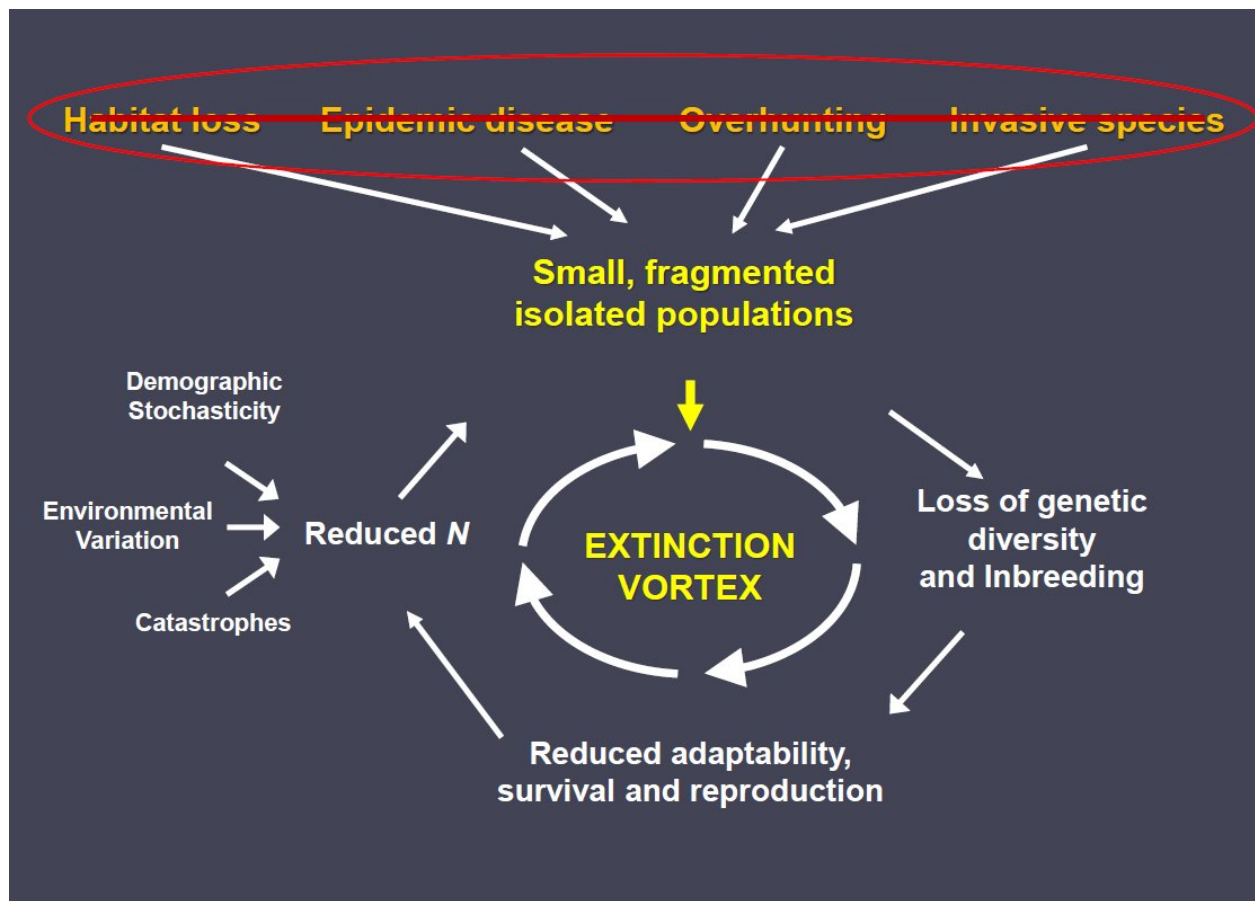 Habitat loss Epidemic disease Overhunting Invasive species
Small, fragmented
isolated populations
Demographic
Stochasticity
Environmental
Variation
Catastrophes
Reduced N
EXTINCTION
VORTEX
Loss of genetic
diversity
and Inbreeding
Reduced adaptability,
survival and reproduction